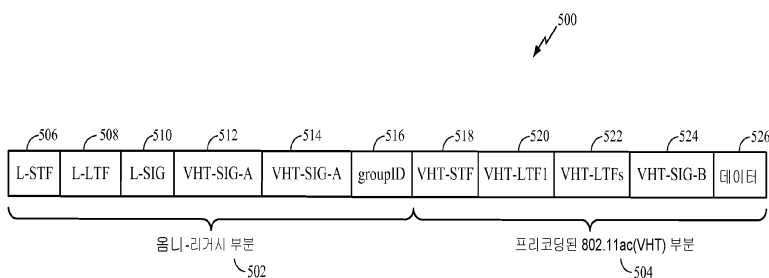 500
506 508 510 512 514 516 518 520 522 524 526
L-STF L-LTF L-SIG VHT-SIG-A VHT-SIG-A groupID VHT-STF VHT-LTF1 VHT-LTFs VHT-SIG-B 데이터
옴니-리거시 부분 프리코딩된 802.11ac(VHT) 부분
502 504